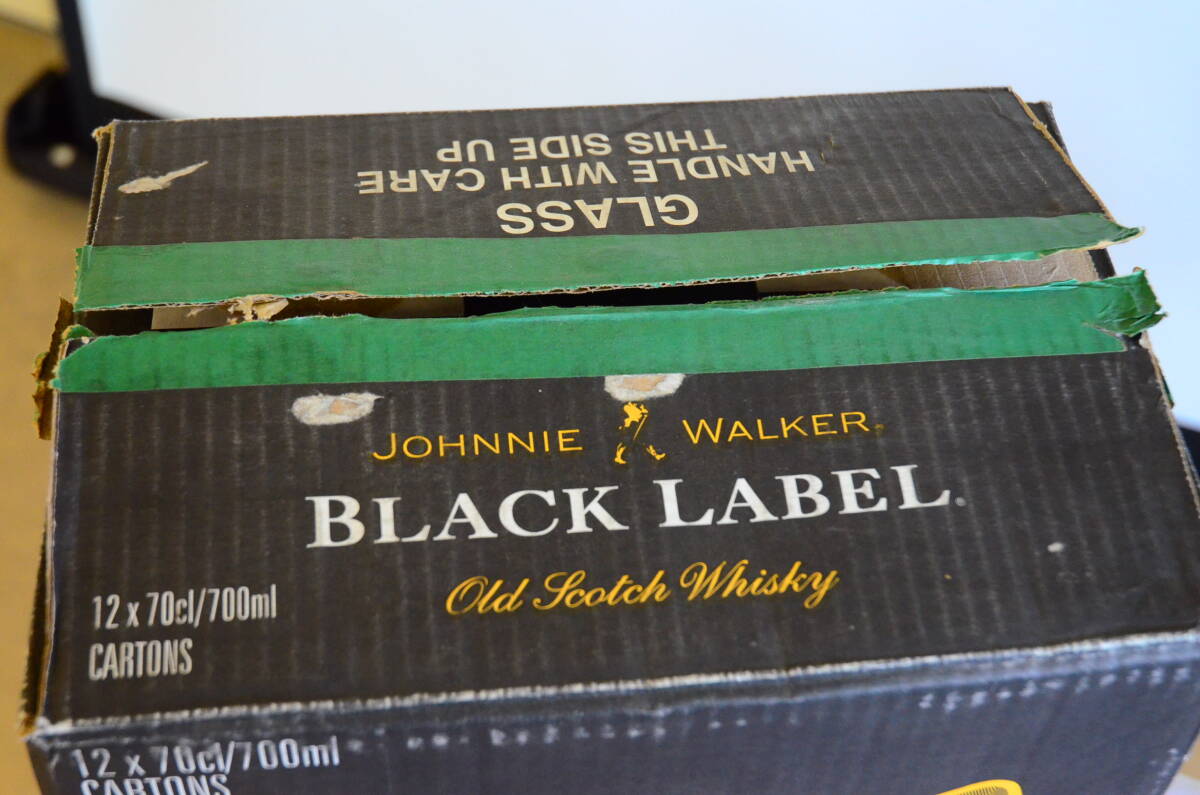 GLASS
HANDLE WITH CARE
THIS SIDE UP
JOHNNIE WALKER
BLACK LABEL
Old Scotch Whisky
12 x 70cl/700ml
CARTONS
12 x 70cl/700ml
CARTONS